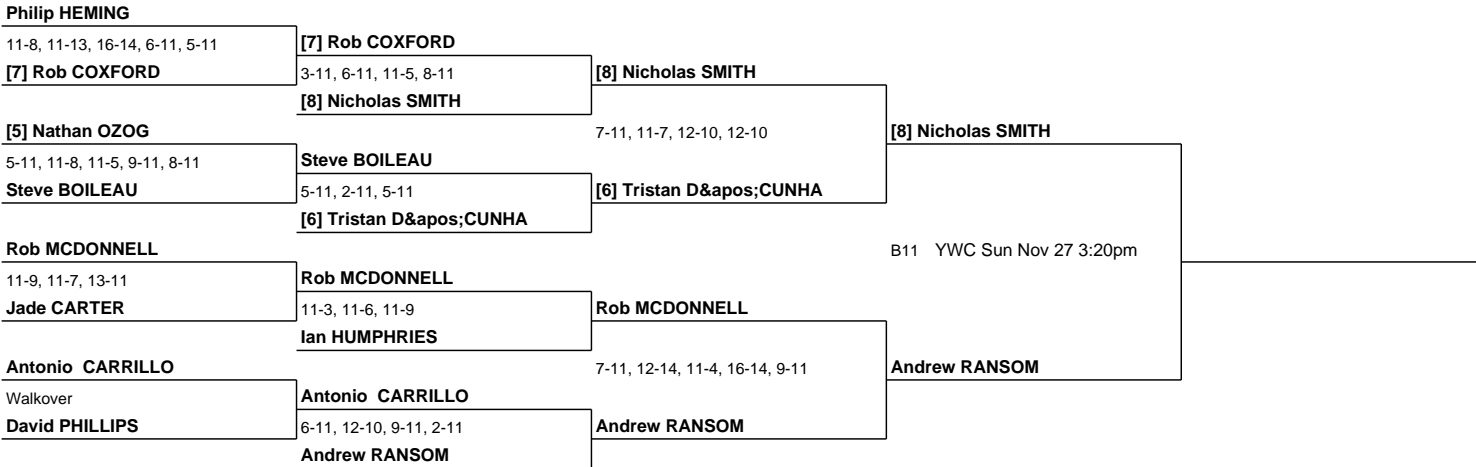 Philip HEMING
11-8, 11-13, 16-14, 6-11, 5-11
[7] Rob COXFORD
[7] Rob COXFORD
3-11, 6-11, 11-5, 8-11
[8] Nicholas SMITH
[8] Nicholas SMITH
[5] Nathan OZOG
7-11, 11-7, 12-10, 12-10
[8] Nicholas SMITH
5-11, 11-8, 11-5, 9-11, 8-11
Steve BOILEAU
Steve BOILEAU
5-11, 2-11, 5-11
[6] Tristan D&apos;CUNHA
[6] Tristan D&apos;CUNHA
Rob MCDONNELL
B11 YWC Sun Nov 27 3:20pm
11-9, 11-7, 13-11
Rob MCDONNELL
Jade CARTER
11-3, 11-6, 11-9
Rob MCDONNELL
Ian HUMPHRIES
Antonio  CARRILLO
7-11, 12-14, 11-4, 16-14, 9-11
Andrew RANSOM
Walkover
Antonio  CARRILLO
David PHILLIPS
6-11, 12-10, 9-11, 2-11
Andrew RANSOM
Andrew RANSOM